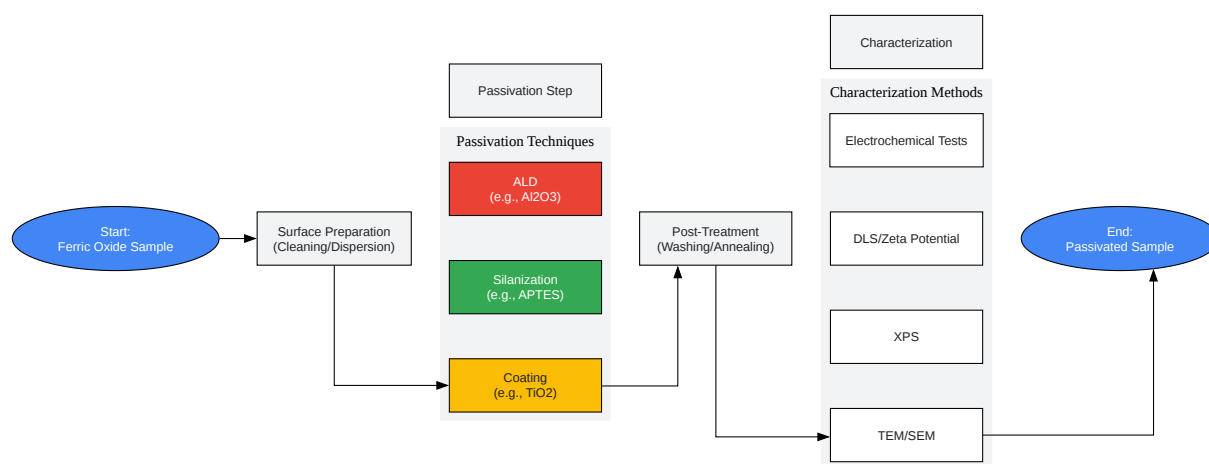 Start:
Ferric Oxide Sample
Surface Preparation
(Cleaning/Dispersion)
Passivation Step
Passivation Techniques
ALD
(e.g., Al2O3)
Silanization
(e.g., APTES)
Coating
(e.g., TiO2)
Post-Treatment
(Washing/Annealing)
Characterization
Characterization Methods
Electrochemical Tests
DLS/Zeta Potential
XPS
TEM/SEM
End:
Passivated Sample